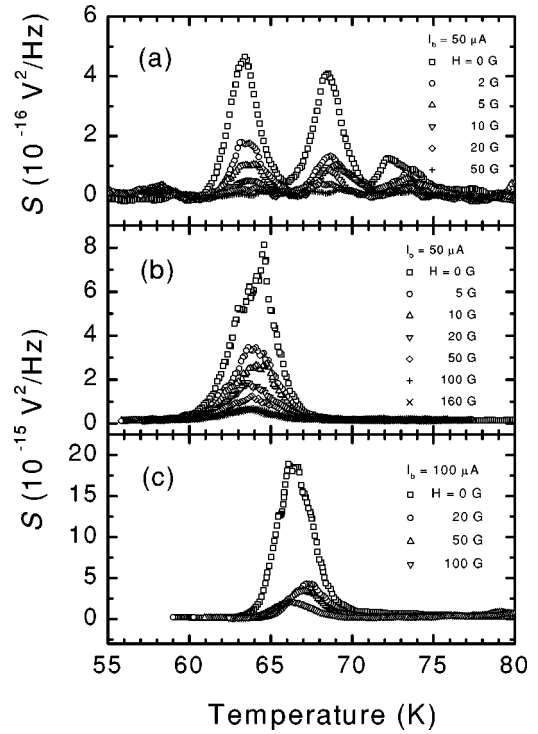 6
4
2
0
S (10⁻¹⁶ V²/Hz)
(a)
I_b = 50 μA
H = 0 G
2 G
5 G
10 G
20 G
50 G
8
6
4
2
0
(b)
I_b = 50 μA
H = 0 G
5 G
10 G
20 G
50 G
100 G
160 G
S (10⁻¹⁵ V²/Hz)
20
15
10
5
0
(c)
I_b = 100 μA
H = 0 G
20 G
50 G
100 G
55 60 65 70 75 80
Temperature (K)